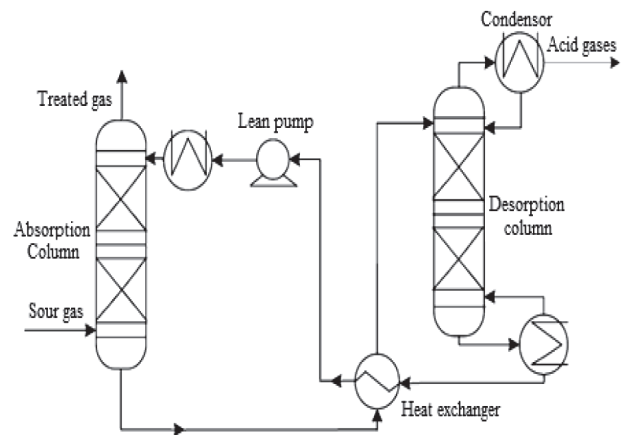 Condensor
Acid gases
Treated gas
Lean pump
Desorption
column
Absorption
Column
Sour gas
Heat exchanger